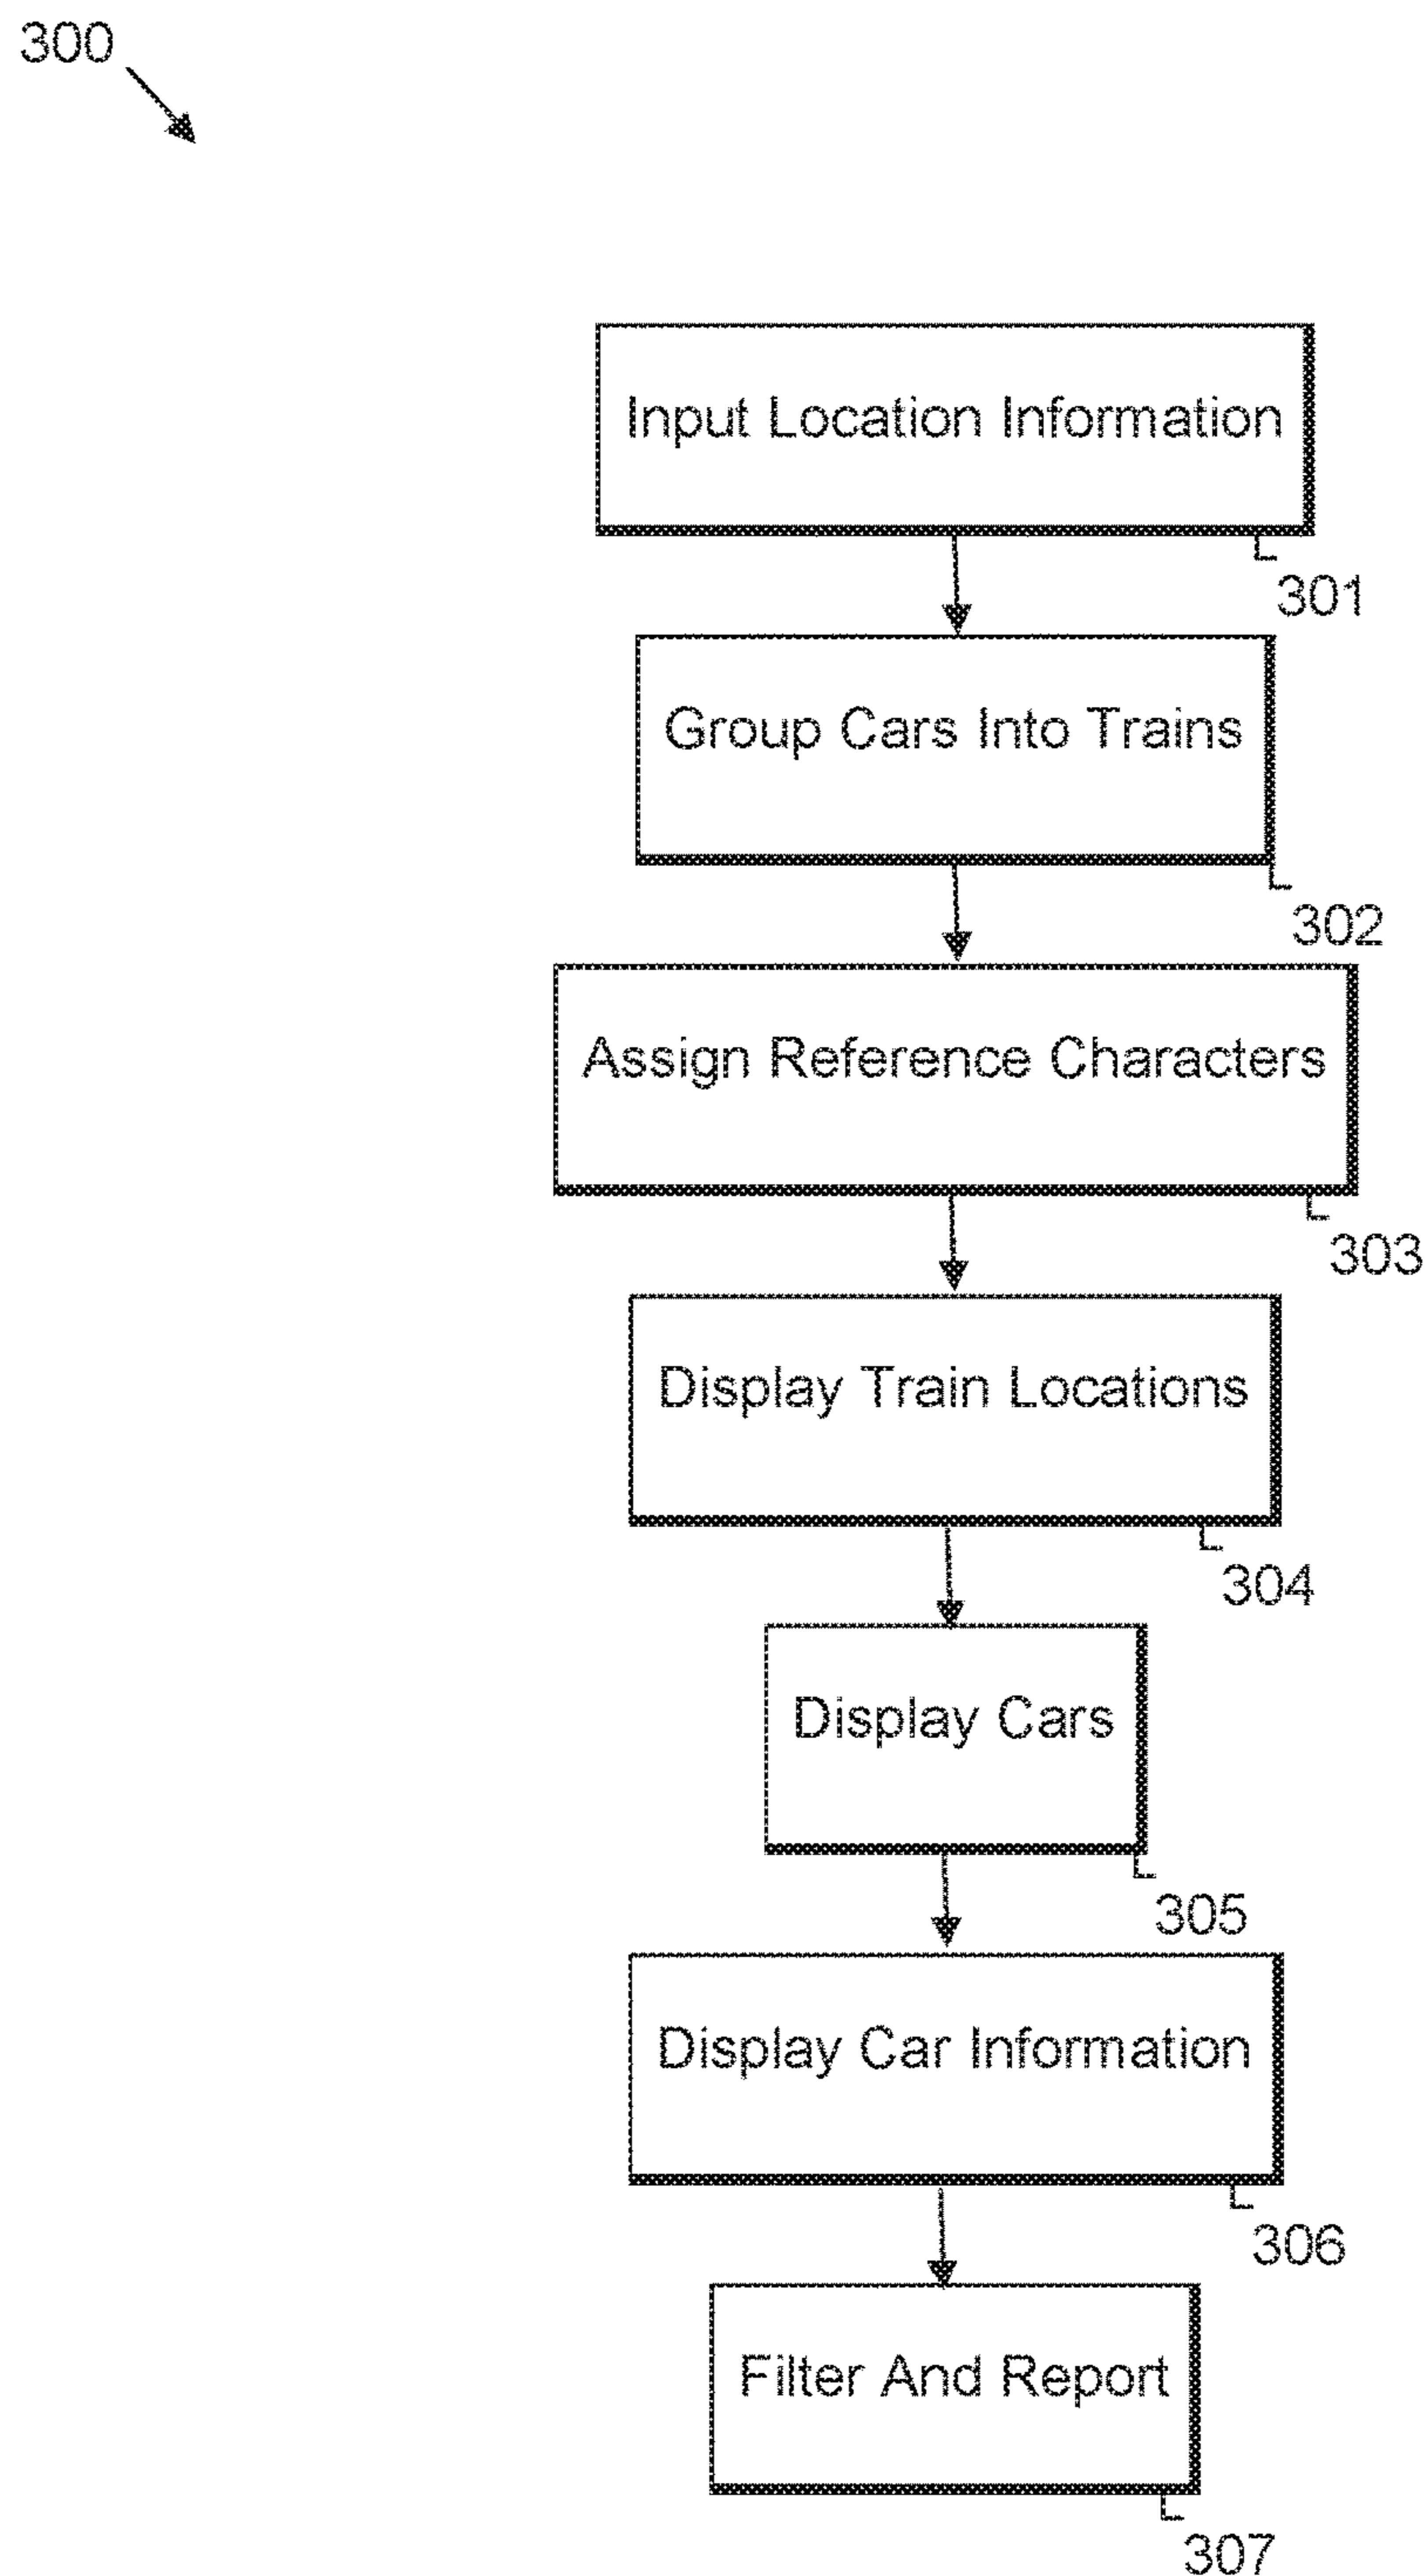 300
Input Location Information
301
Group Cars Into Trains
302
Assign Reference Characters
303
Display Train Locations
304
Display Cars
305
Display Car Information
306
Filter And Report
307